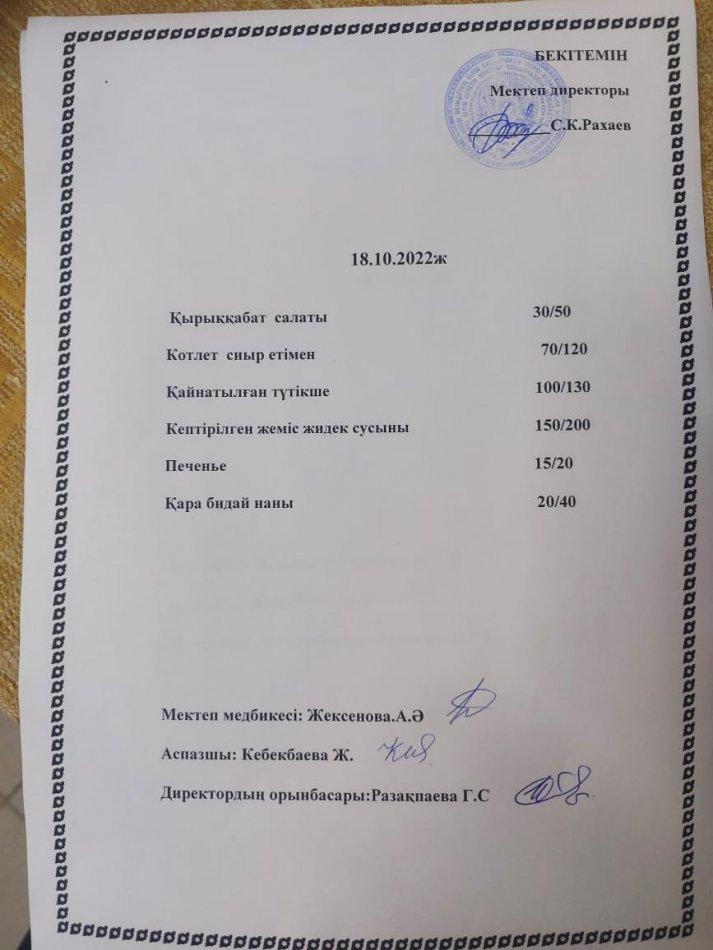 БЕКІТЕМІН
Мектеп директоры
С.К.Рахаев
18.10.2022ж
Қырыққабат салаты 30/50
Котлет сиыр етімен 70/120
Қайнатылған түтікше 100/130
Кептірілген жеміс жидек сусыны 150/200
Печенье 15/20
Қара бидай наны 20/40
Мектеп медбикесі: Жексенова.А.Ә
Аспазшы: Кебекбаева Ж.
Директордың орынбасары:Разақпаева Г.С